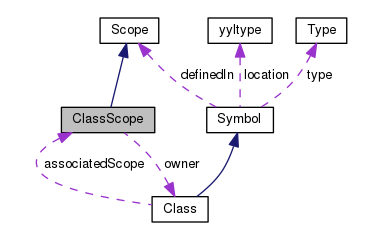 Scope
yyltype
Type
definedIn
location
type
ClassScope
Symbol
associatedScope
owner
Class